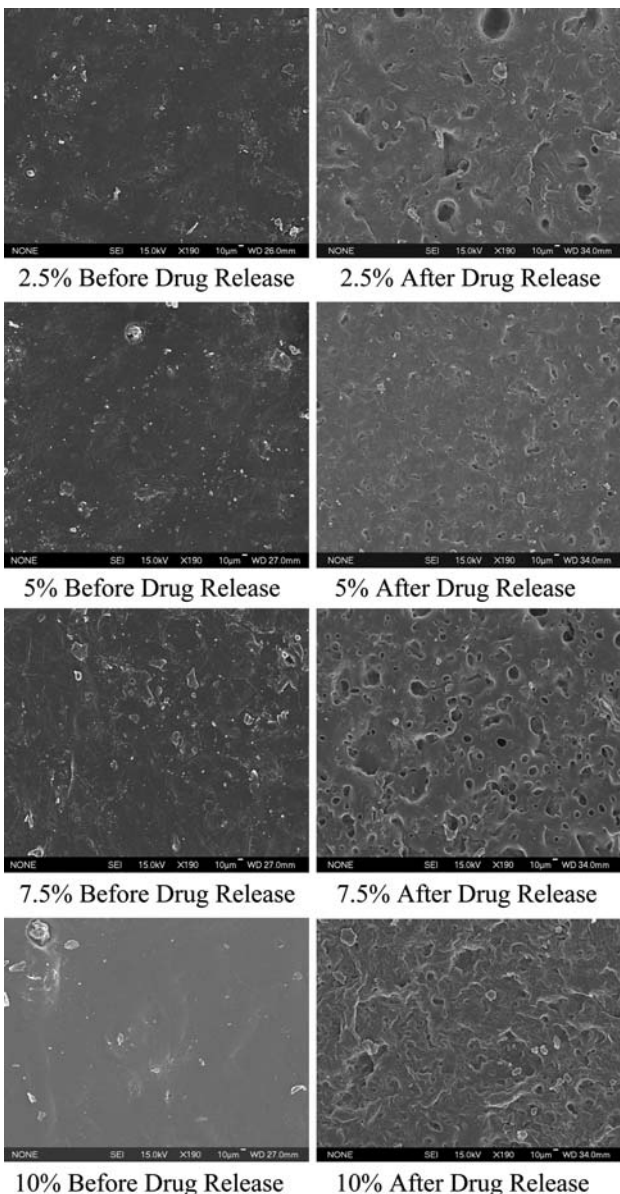 NONE SEI 15.0kV X190 10μm WD 26.0mm
NONE SEI 15.0kV X190 10μm WD 34.0mm
2.5% Before Drug Release
2.5% After Drug Release
NONE SEI 15.0kV X190 10μm WD 27.0mm
NONE SEI 15.0kV X190 10μm WD 34.0mm
5% Before Drug Release
5% After Drug Release
NONE SEI 15.0kV X190 10μm WD 27.0mm
NONE SEI 15.0kV X190 10μm WD 34.0mm
7.5% Before Drug Release
7.5% After Drug Release
NONE SEI 15.0kV X190 10μm WD 27.0mm
NONE SEI 15.0kV X190 10μm WD 34.0mm
10% Before Drug Release
10% After Drug Release